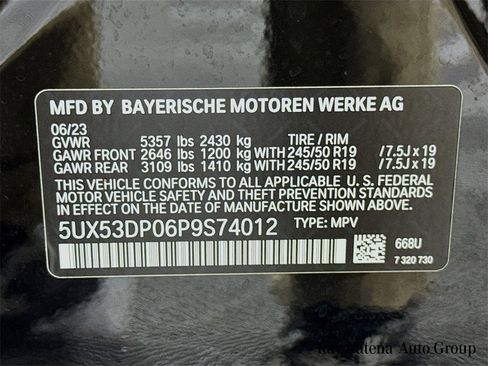 MFD BY BAYERISCHE MOTOREN WERKE AG
06/23
GVWR 5357 lbs 2430 kg TIRE / RIM
GAWR FRONT 2646 lbs 1200 kg WITH 245/50 R19 /7.5J x 19
GAWR REAR 3109 lbs 1410 kg WITH 245/50 R19 /7.5J x 19
THIS VEHICLE CONFORMS TO ALL APPLICABLE U. S. FEDERAL
MOTOR VEHICLE SAFETY AND THEFT PREVENTION STANDARDS
IN EFFECT ON THE DATE OF MANUFACTURE SHOWN ABOVE.
5UX53DP06P9S74012 TYPE: MPV
668U
7 320 730
Ray Catena Auto Group